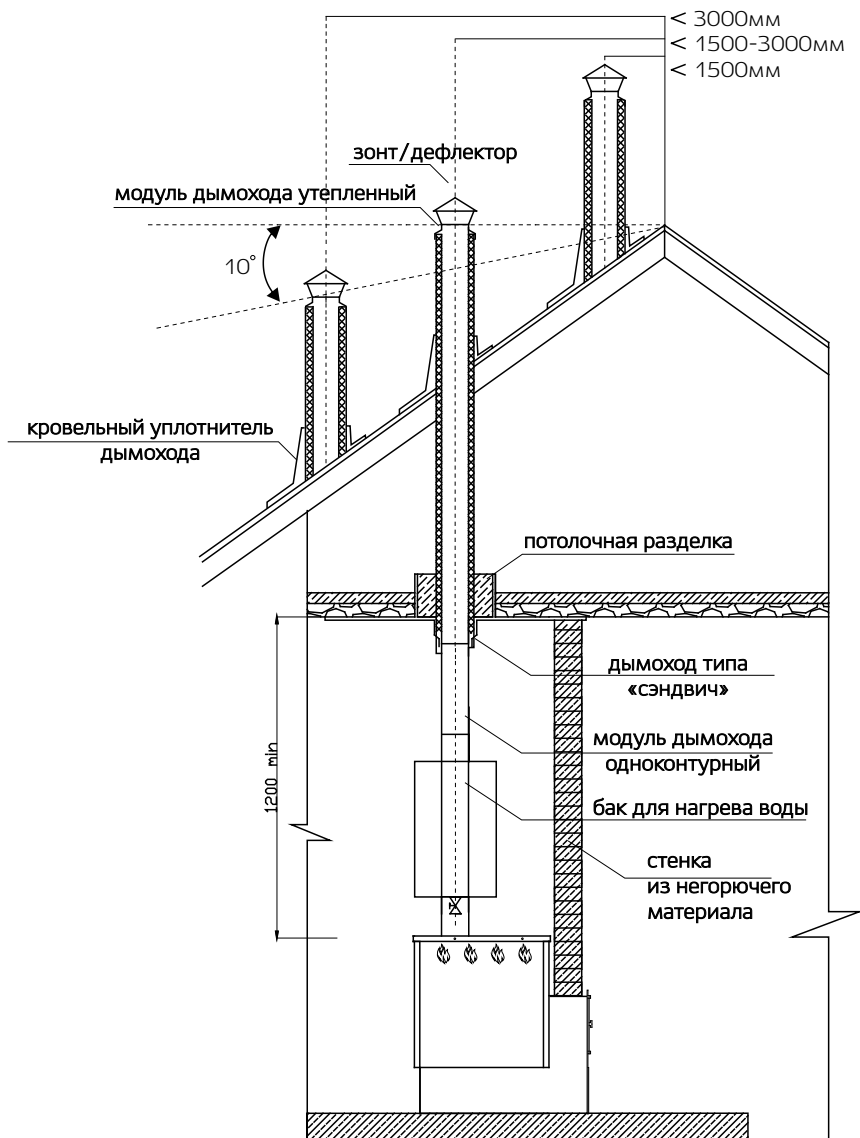 < 3000мм
< 1500-3000мм
< 1500мм
зонт/дефлектор
модуль дымохода утепленный
10°
кровельный уплотнитель
дымохода
потолочная разделка
дымоход типа
«сэндвич»
модуль дымохода
одноконтурный
1200 min
бак для нагрева воды
стенка
из негорючего
материала